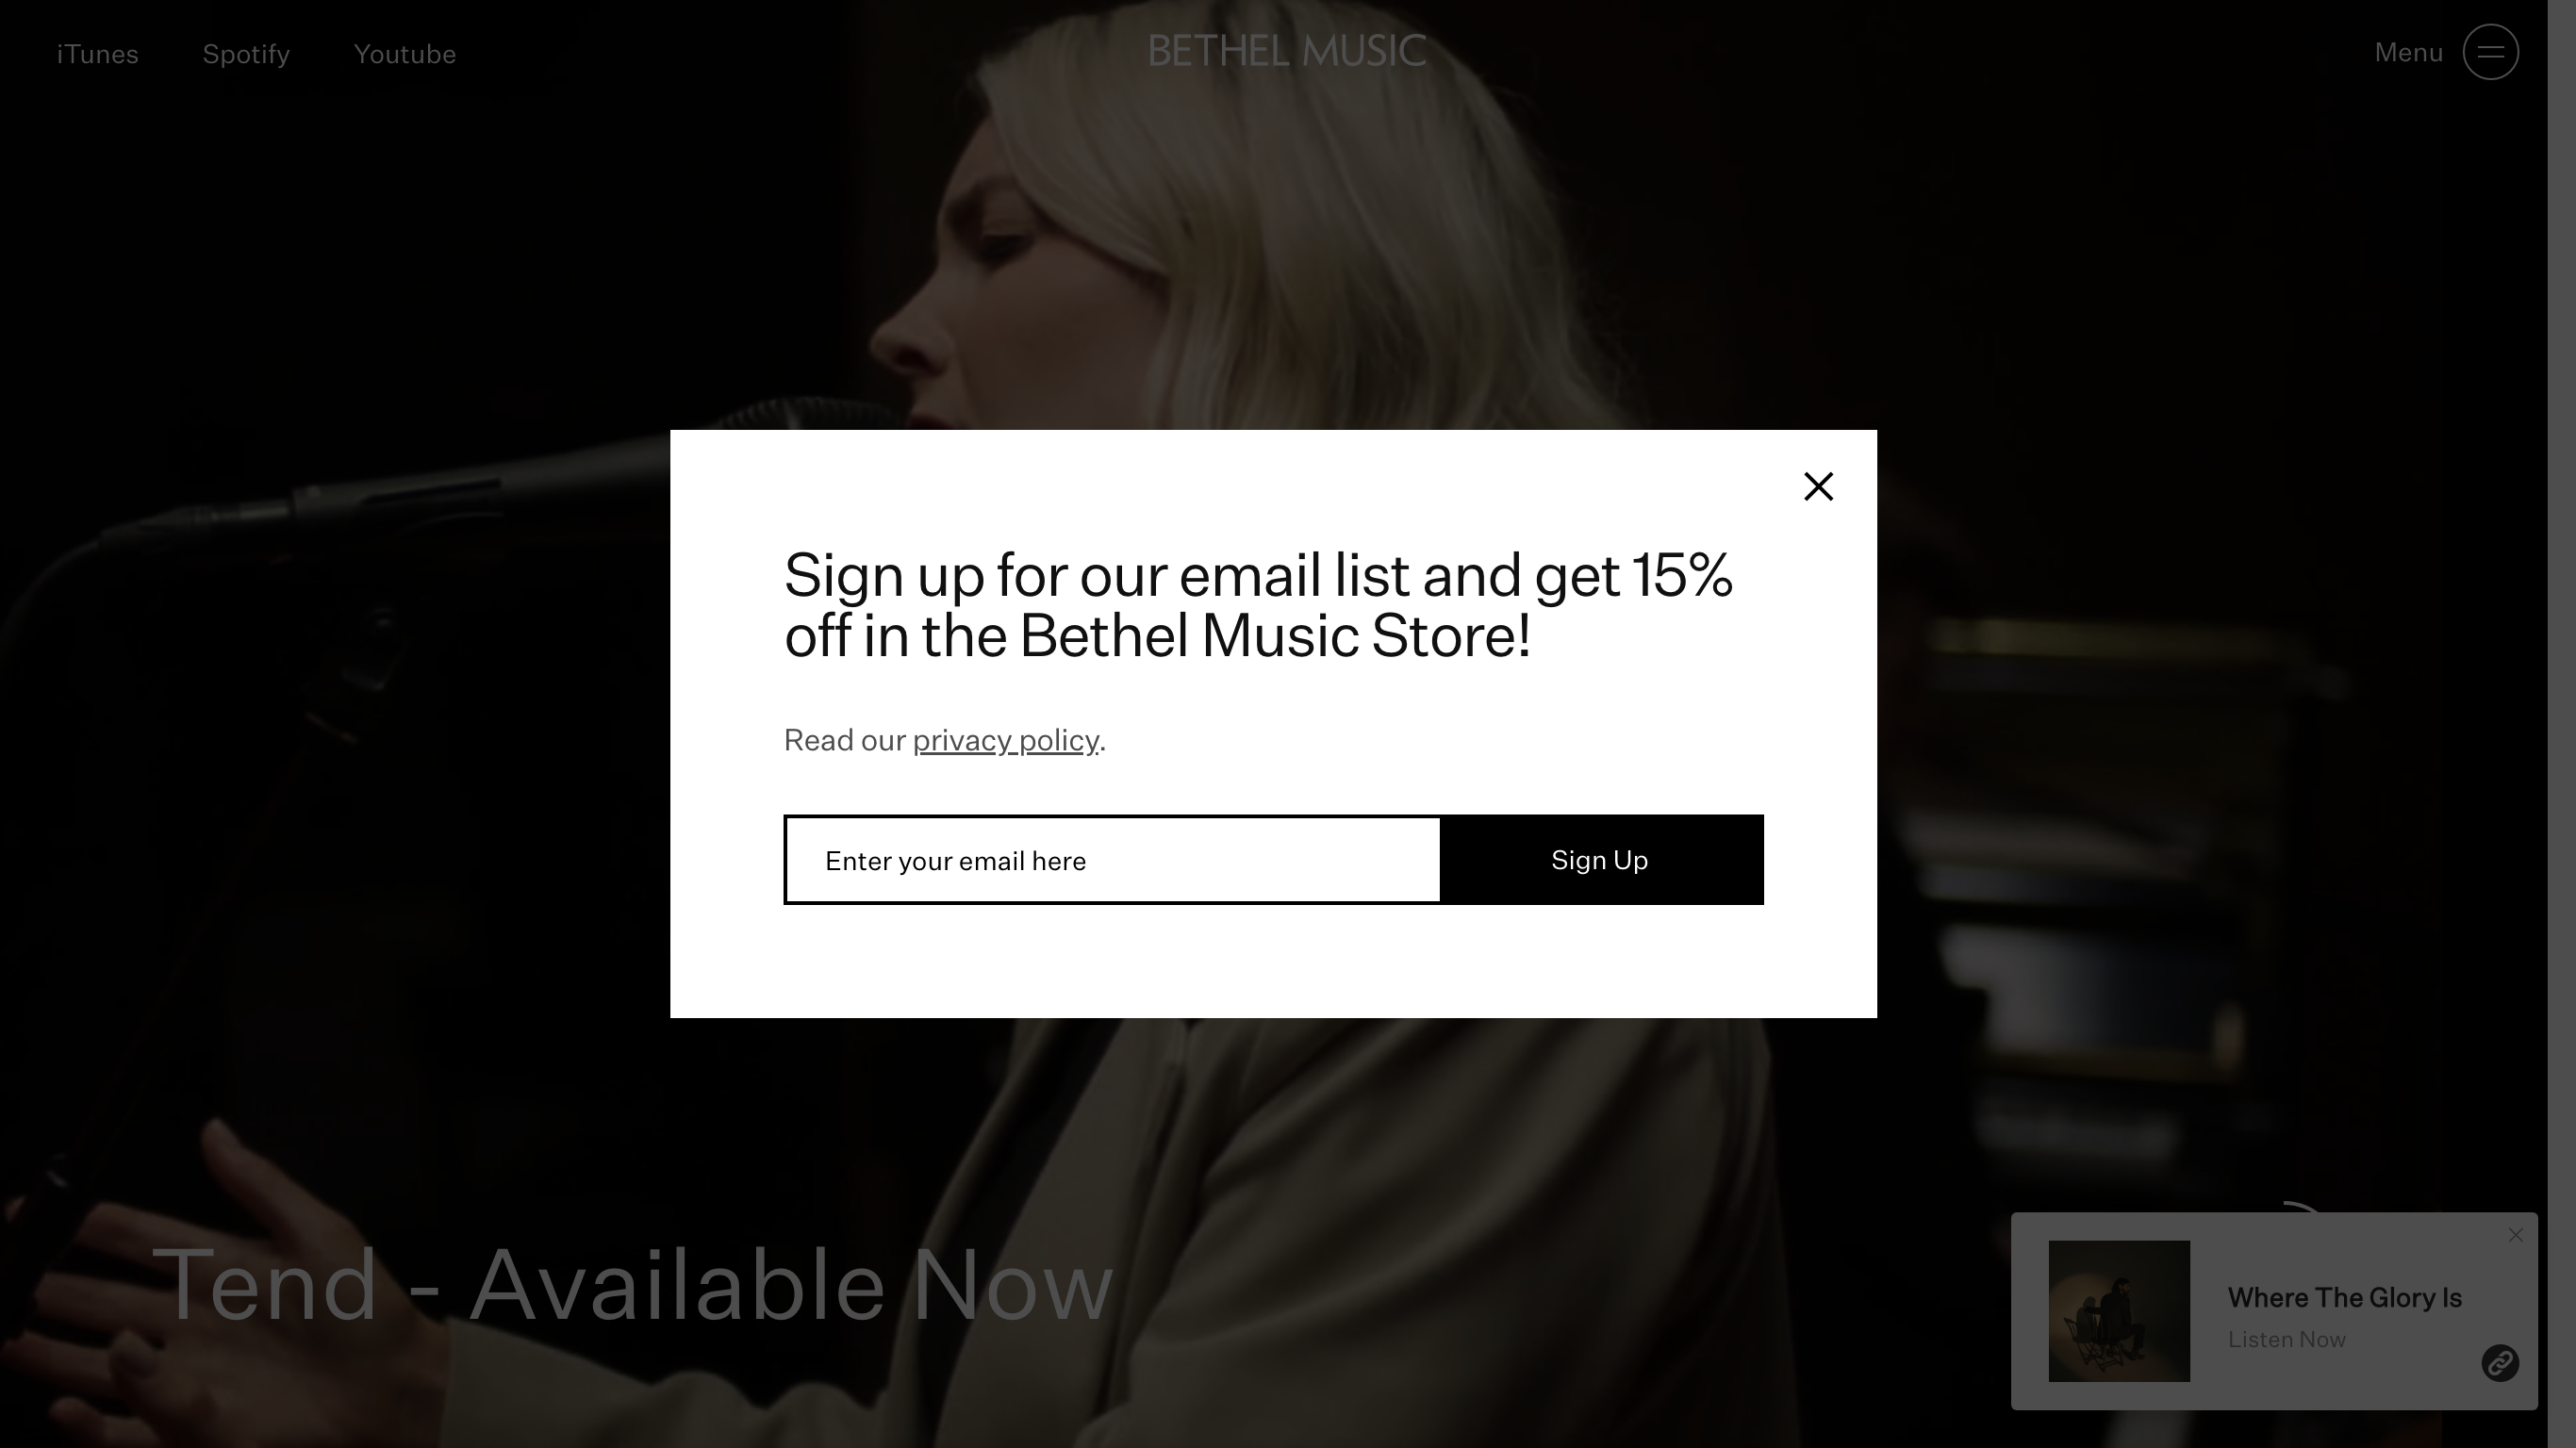 iTunes
Spotify
Youtube
BETHEL MUSIC
Menu
Sign up for our email list and get 15%
off in the Bethel Music Store!
Read our privacy policy.
Enter your email here
Sign Up
Tend - Available Now
Where The Glory Is
Listen Now